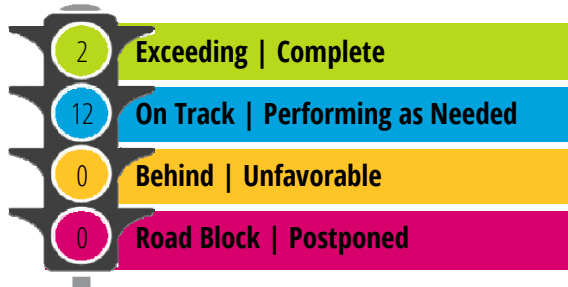 2 Exceeding | Complete
12 On Track | Performing as Needed
0 Behind | Unfavorable
0 Road Block | Postponed